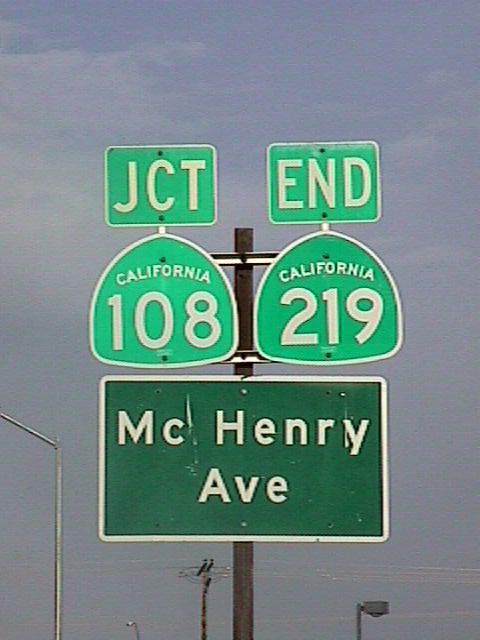 JCT
END
CALIFORNIA
108
CALIFORNIA
219
Mc Henry
Ave